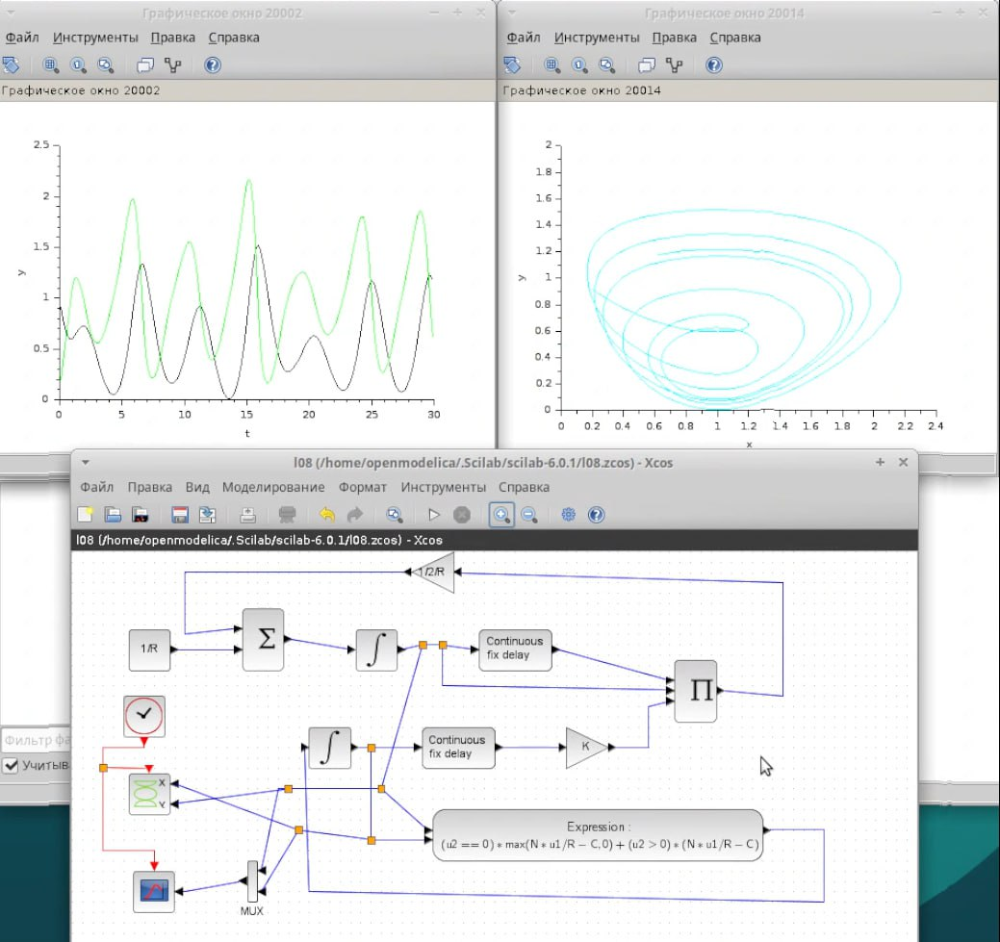 Графическое окно 20002
Файл Инструменты Правка Справка
Графическое окно 20002
2.5
2
1.5
1
0.5
0
y
0 5 10 15 20 25 30
t
Графическое окно 20014
Файл Инструменты Правка Справка
Графическое окно 20014
2
1.8
1.6
1.4
1.2
1
0.8
0.6
0.4
0.2
0
y
0 0.2 0.4 0.6 0.8 1 1.2 1.4 1.6 1.8 2 2.2 2.4
x
l08 (/home/openmodelica/.Scilab/scilab-6.0.1/l08.zcos) - Xcos
Файл Правка Вид Моделирование Формат Инструменты Справка
l08 (/home/openmodelica/.Scilab/scilab-6.0.1/l08.zcos) - Xcos
1/2/R
1/R
Σ
∫
Continuous
fix delay
Π
∫
Continuous
fix delay
K
X
Y
Expression :
(u2 == 0) * max(N * u1/R − C, 0) + (u2 > 0) * (N * u1/R − C)
MUX
Фильтр
Учитыв